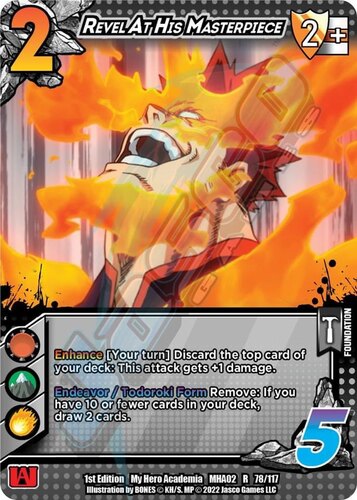 2
REVEL AT HIS MASTERPIECE
2+
FOUNDATION
Enhance [Your turn] Discard the top card of
your deck: This attack gets +1 damage.
Endeavor / Todoroki Form Remove: If you
have 10 or fewer cards in your deck,
draw 2 cards.
5
1st Edition My Hero Academia MHA02 R 78/117
Illustration by BONES © KH/S. MP © 2022 Jasco Games LLC